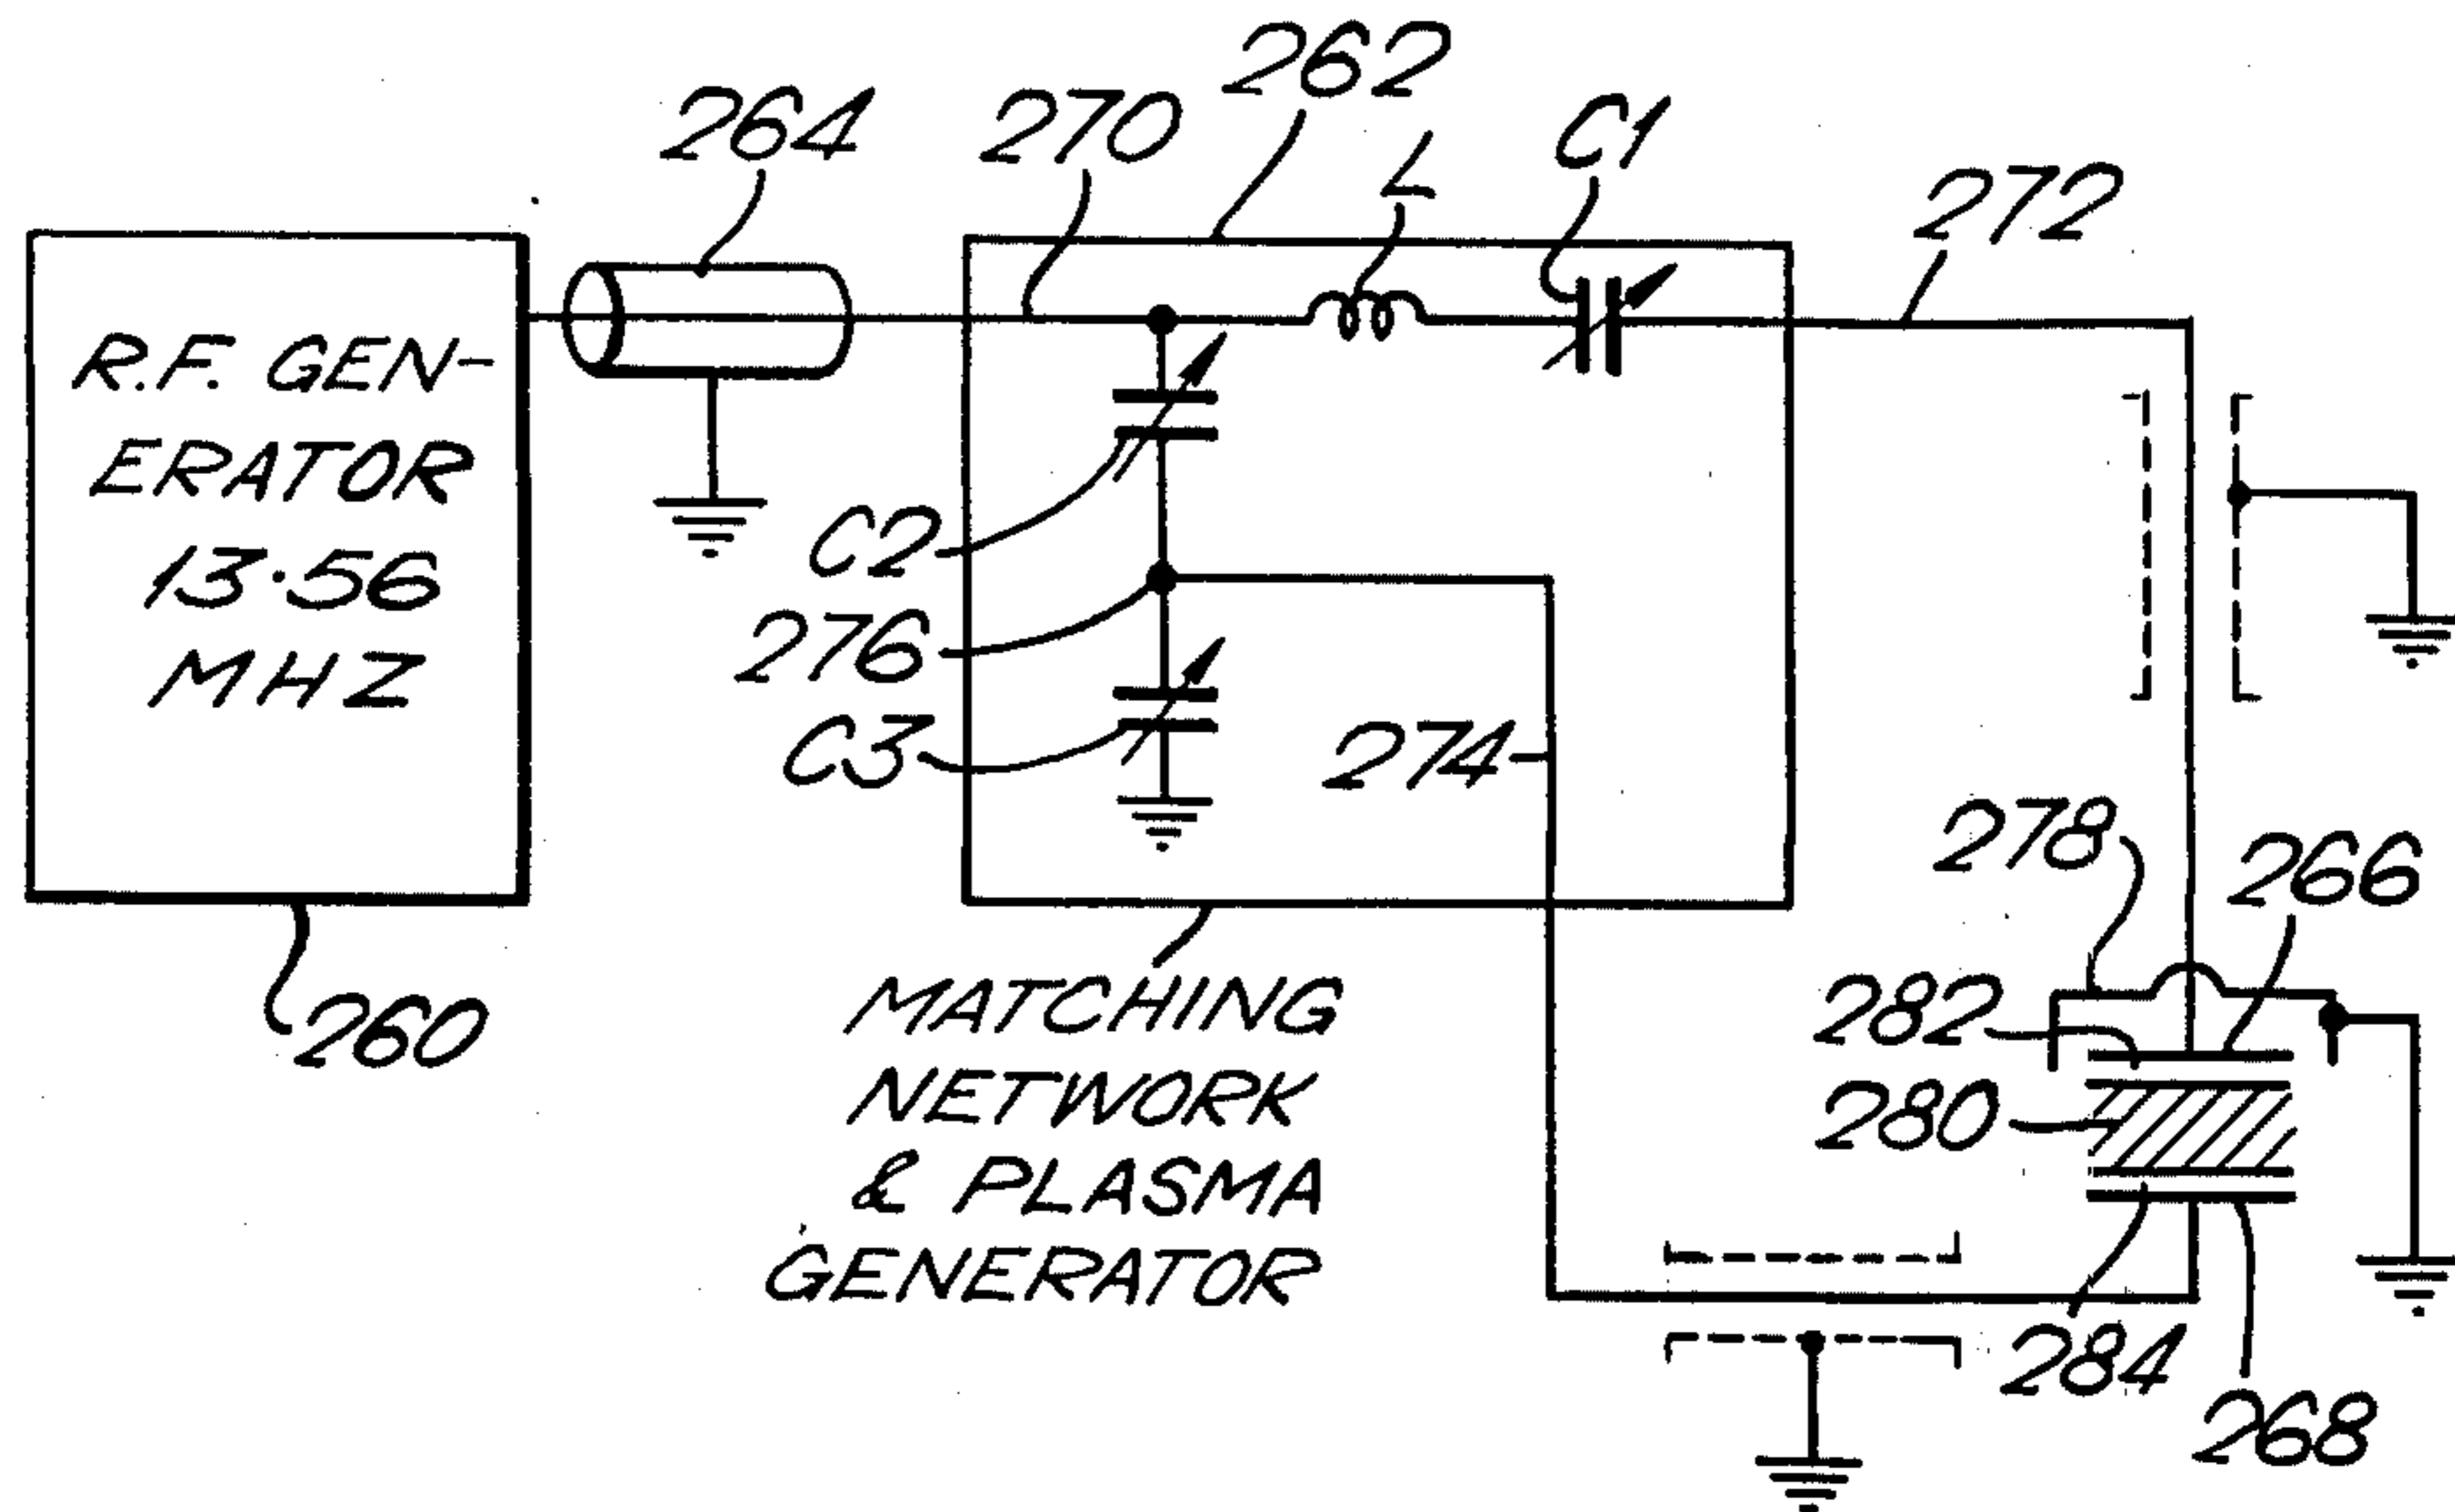 262
264
270
L
C1
272
R.F. GEN-
ERATOR
13.56
MHZ
C2
276
C3
274
278
266
260
MATCHING
NETWORK
& PLASMA
GENERATOR
282
280
284
268